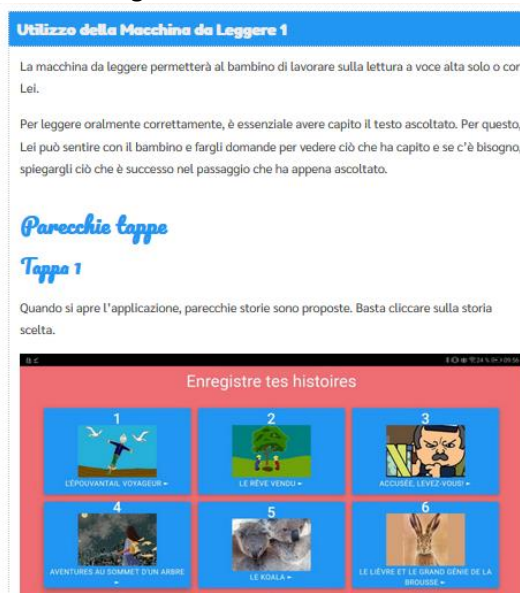 Utilizzo della Macchina da Leggere 1
La macchina da leggere permetterà al bambino di lavorare sulla lettura a voce alta solo o con
Lei.
Per leggere oralmente correttamente, è essenziale avere capito il testo ascoltato. Per questo,
Lei può sentire con il bambino e fargli domande per vedere ciò che ha capito e se c'è bisogno,
spiegargli ciò che è successo nel passaggio che ha appena ascoltato.
Parecchie tappe
Tappa 1
Quando si apre l'applicazione, parecchie storie sono proposte. Basta cliccare sulla storia
scelta.
Enregistre tes histoires
1 2 3
L'ÉPOUVANTAIL VOYAGEUR LE RÊVE VENDU ACCUSÉE, LEVEZ-VOUS!
4 5 6
AVENTURES AU SOMMET D'UN ARBRE LE KOALA LE LIÈVRE ET LE GRAND GÉNIE DE LA
BROUSSE